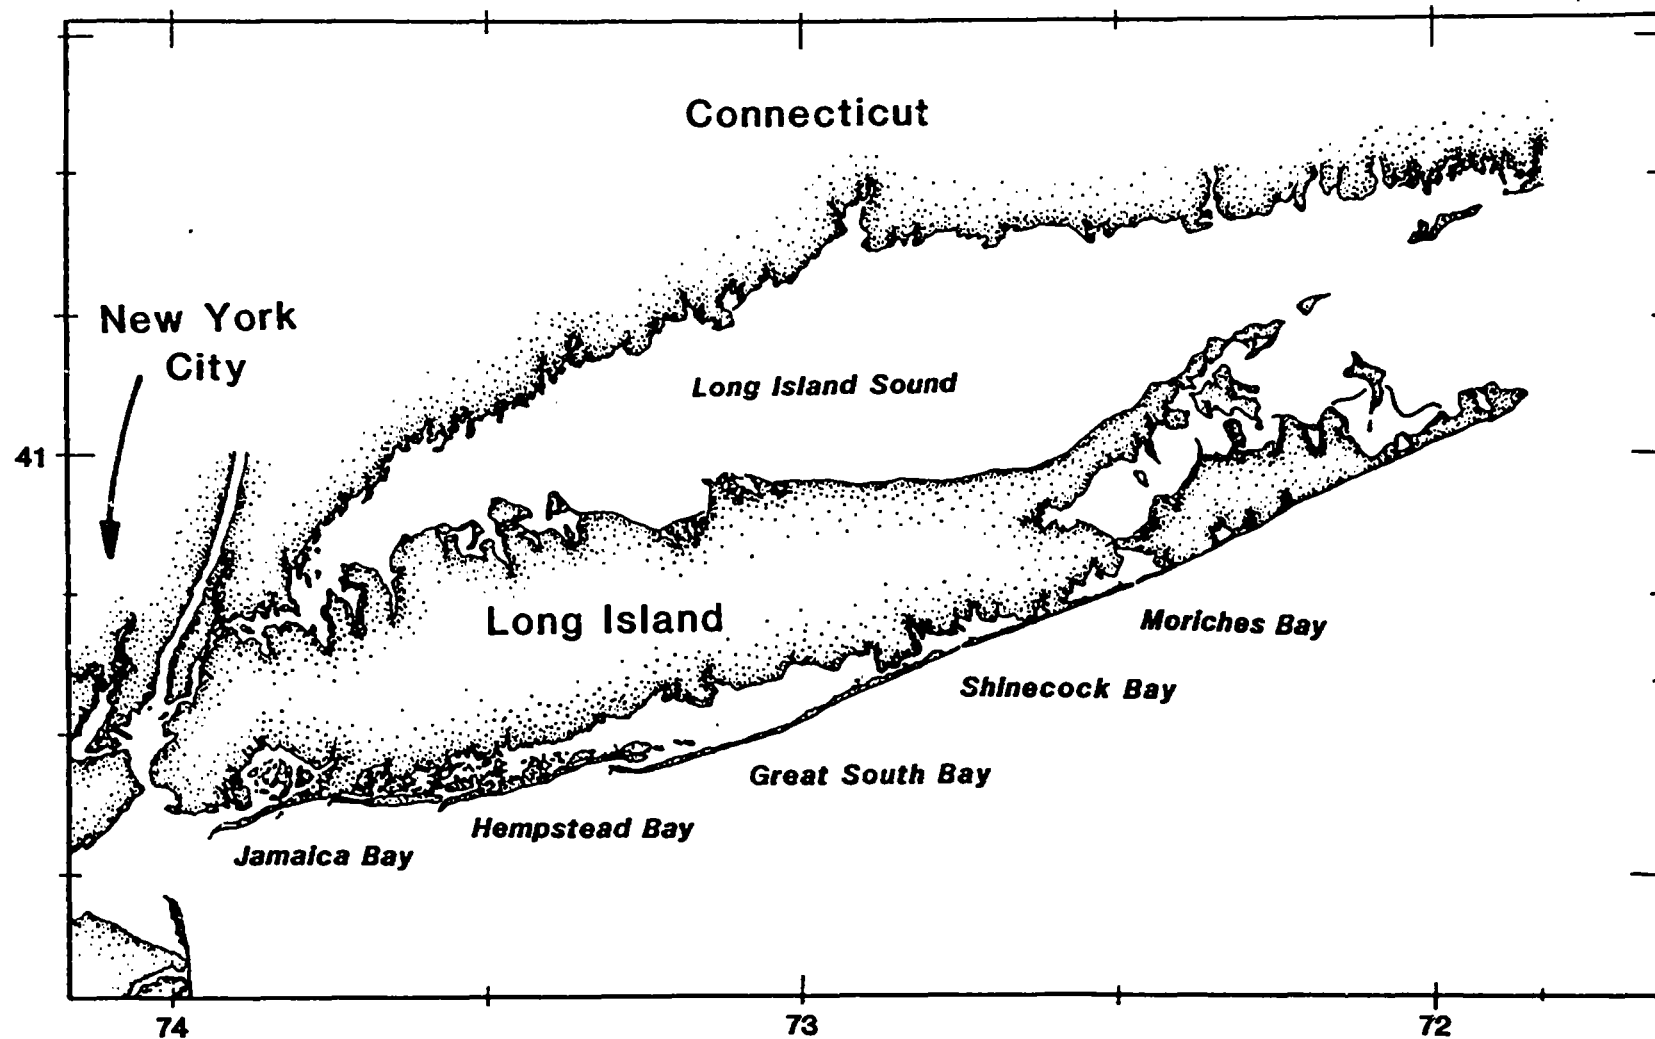 Connecticut
New York
City
Long Island Sound
41
Long Island
Moriches Bay
Shinecock Bay
Great South Bay
Hempstead Bay
Jamaica Bay
74
73
72